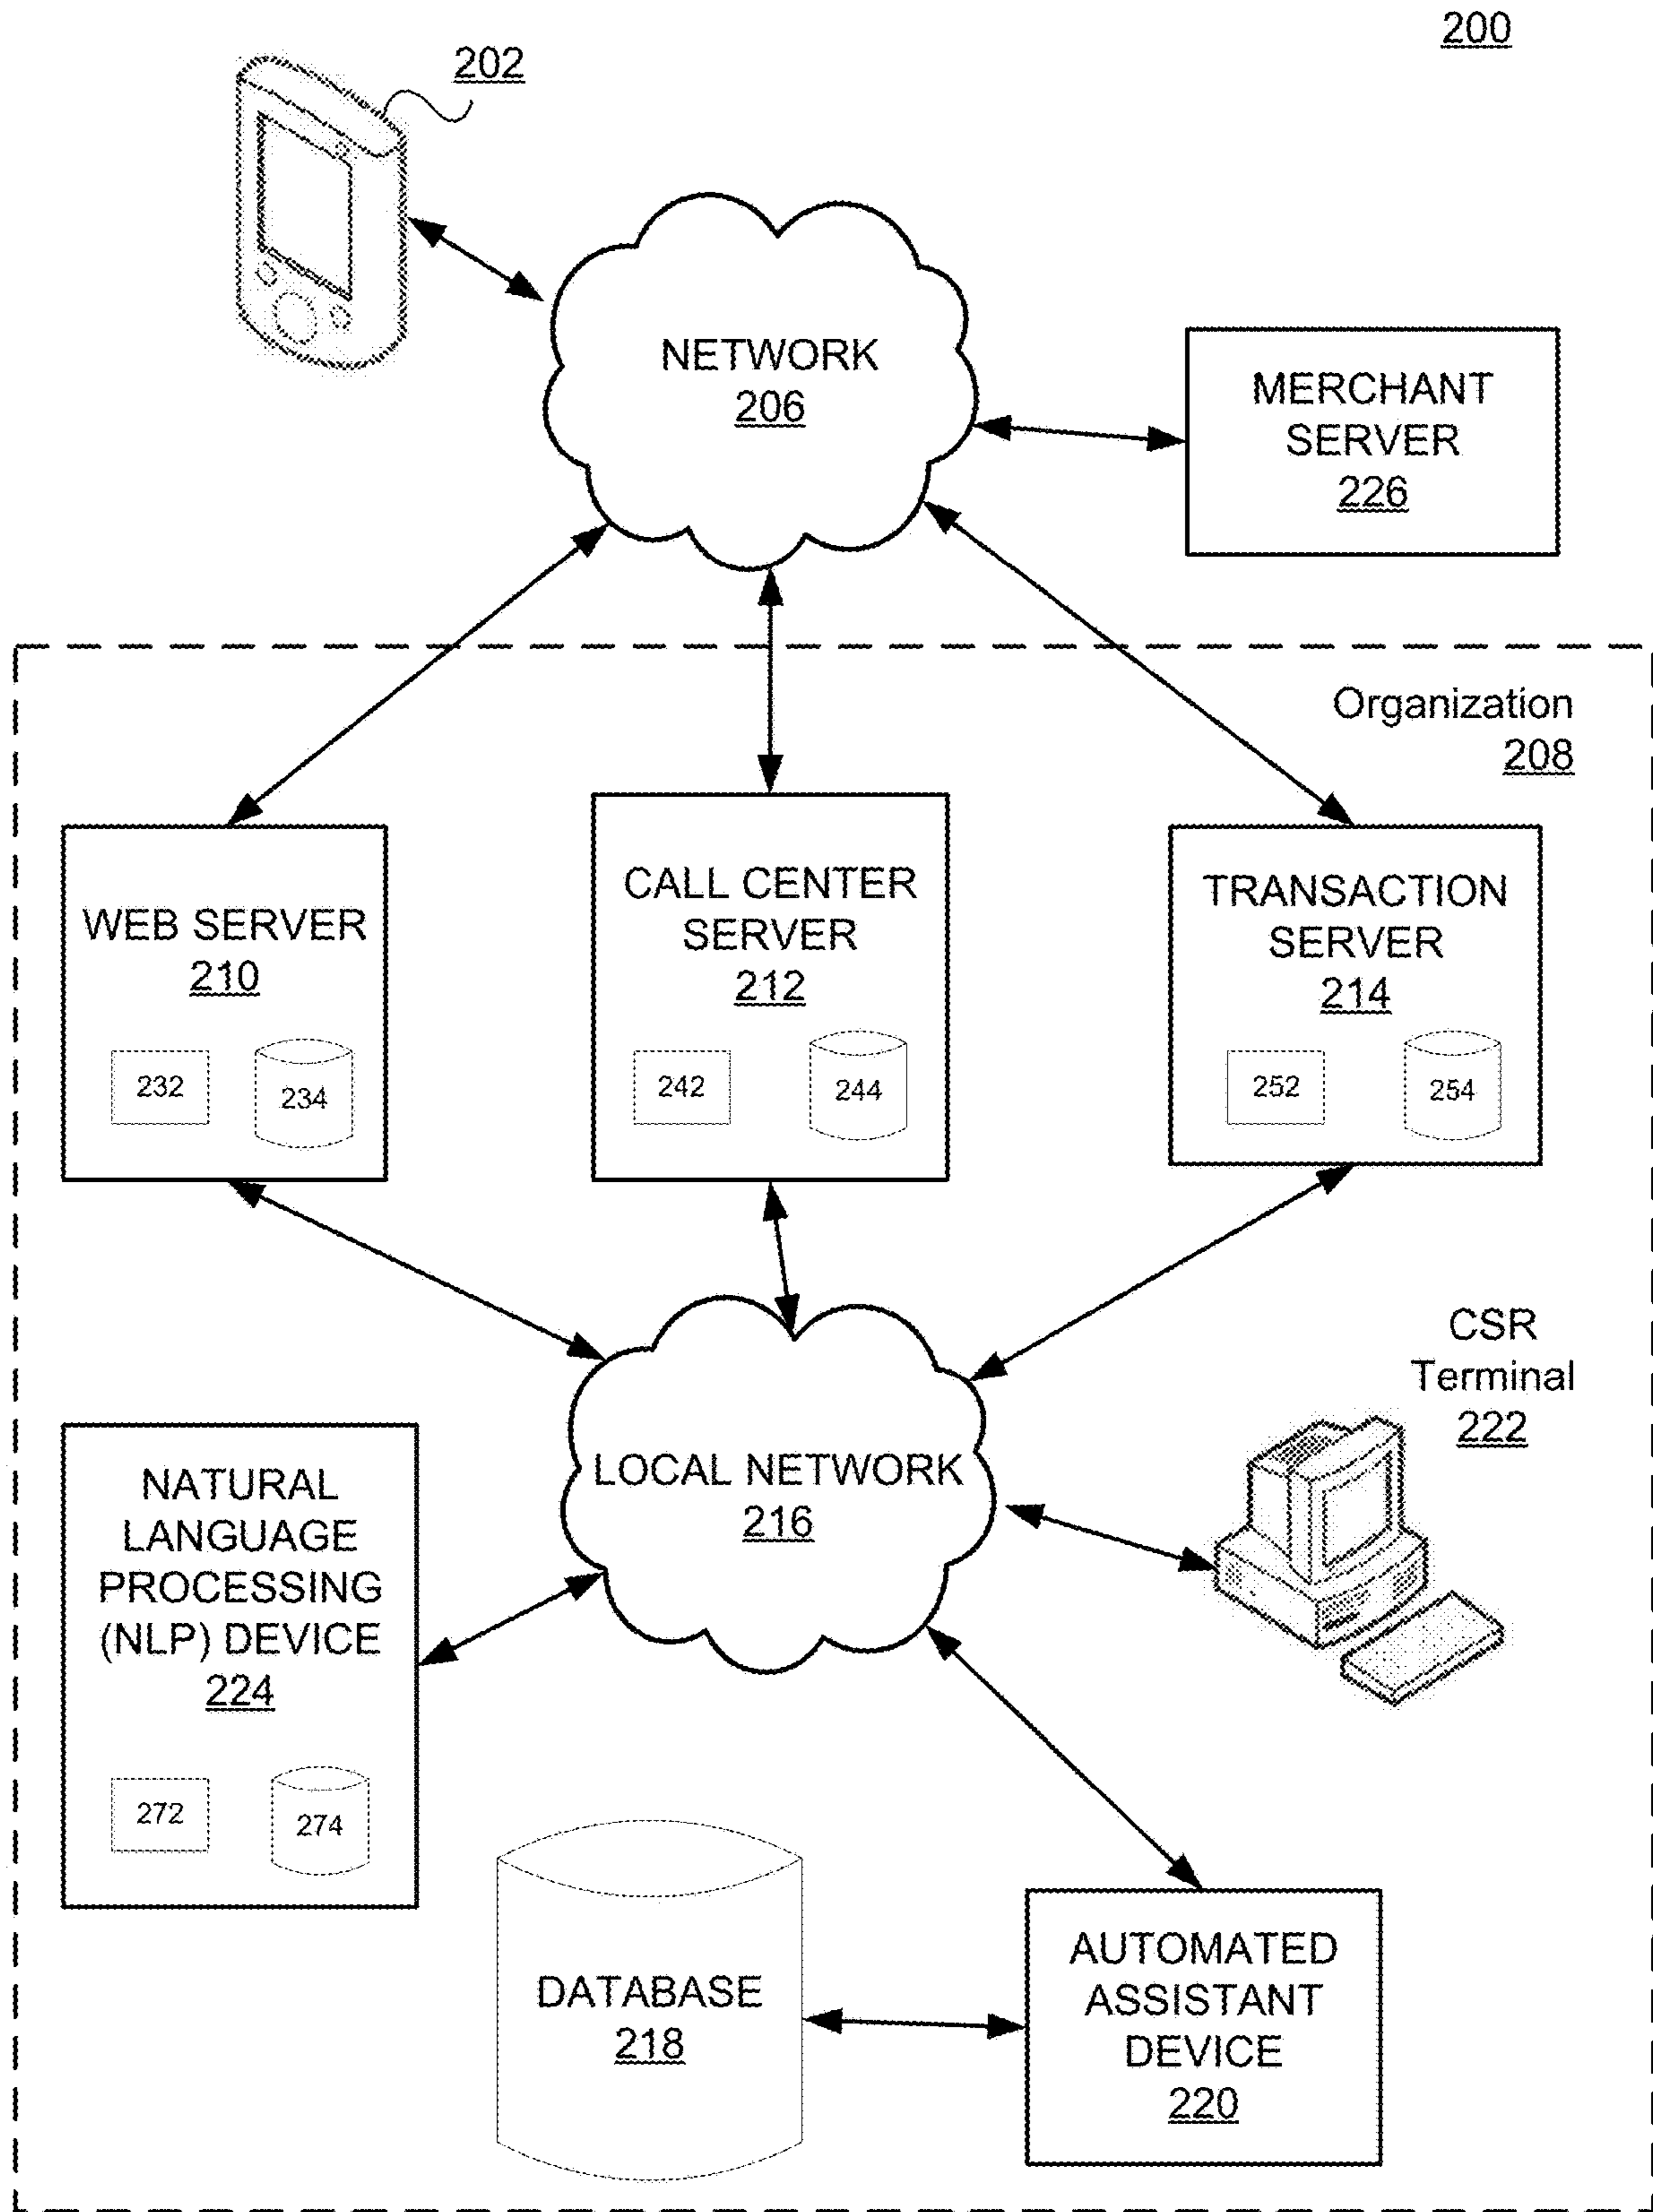 200
202
NETWORK
206
MERCHANT
SERVER
226
Organization
208
WEB SERVER
210
232
234
CALL CENTER
SERVER
212
242
244
TRANSACTION
SERVER
214
252
254
LOCAL NETWORK
216
CSR
Terminal
222
NATURAL
LANGUAGE
PROCESSING
(NLP) DEVICE
224
272
274
DATABASE
218
AUTOMATED
ASSISTANT
DEVICE
220